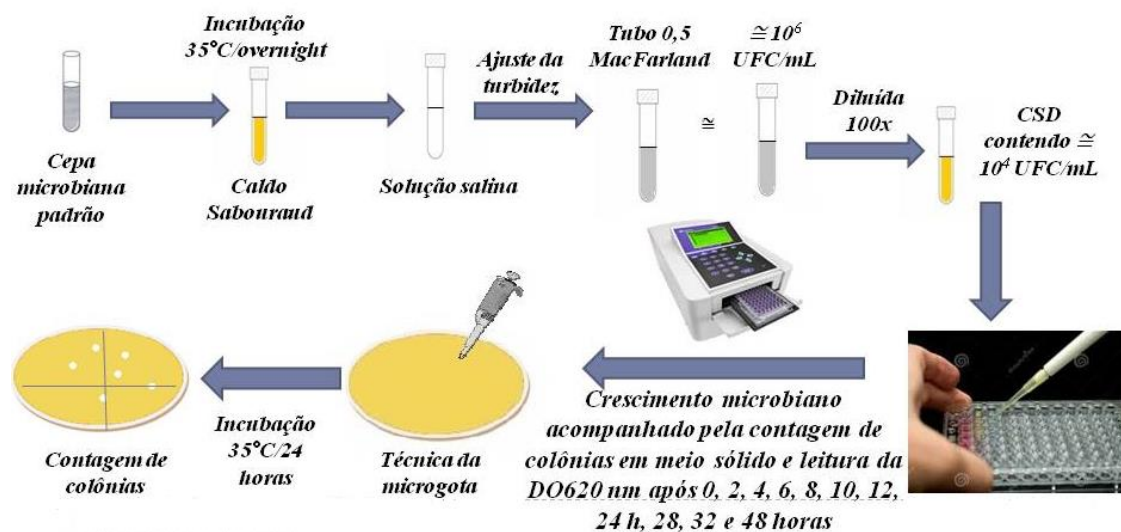 Incubação
35°C/overnight
Cepa
microbiana
padrão
Caldo
Sabouraud
Solução salina
Ajuste da
turbidez
Tubo 0,5
MacFarland
≅
≅10⁶
UFC/mL
Diluída
100x
CSD
contendo ≅
10⁴ UFC/mL
Crescimento microbiano
acompanhado pela contagem de
colônias em meio sólido e leitura da
DO620 nm após 0, 2, 4, 6, 8, 10, 12,
24 h, 28, 32 e 48 horas
Técnica da
microgota
Incubação
35°C/24
horas
Contagem de
colônias